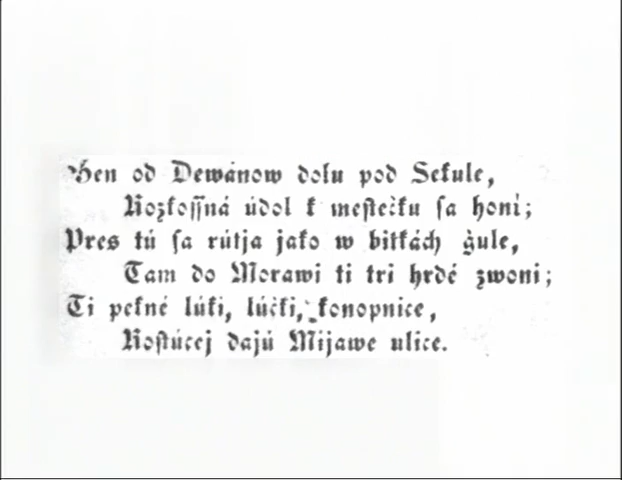 Hen od Dewánow dolu pod Sekule,
Rozkoſſná údol k meſtečku ſa honí;
Pres tú ſa rútja jako w bitkách gule,
Tam do Morawi ti tri hrdé zwoni;
Ti pekné lúki, lúčki, konopnice,
Roſtúcej dajú Mijawe ulice.